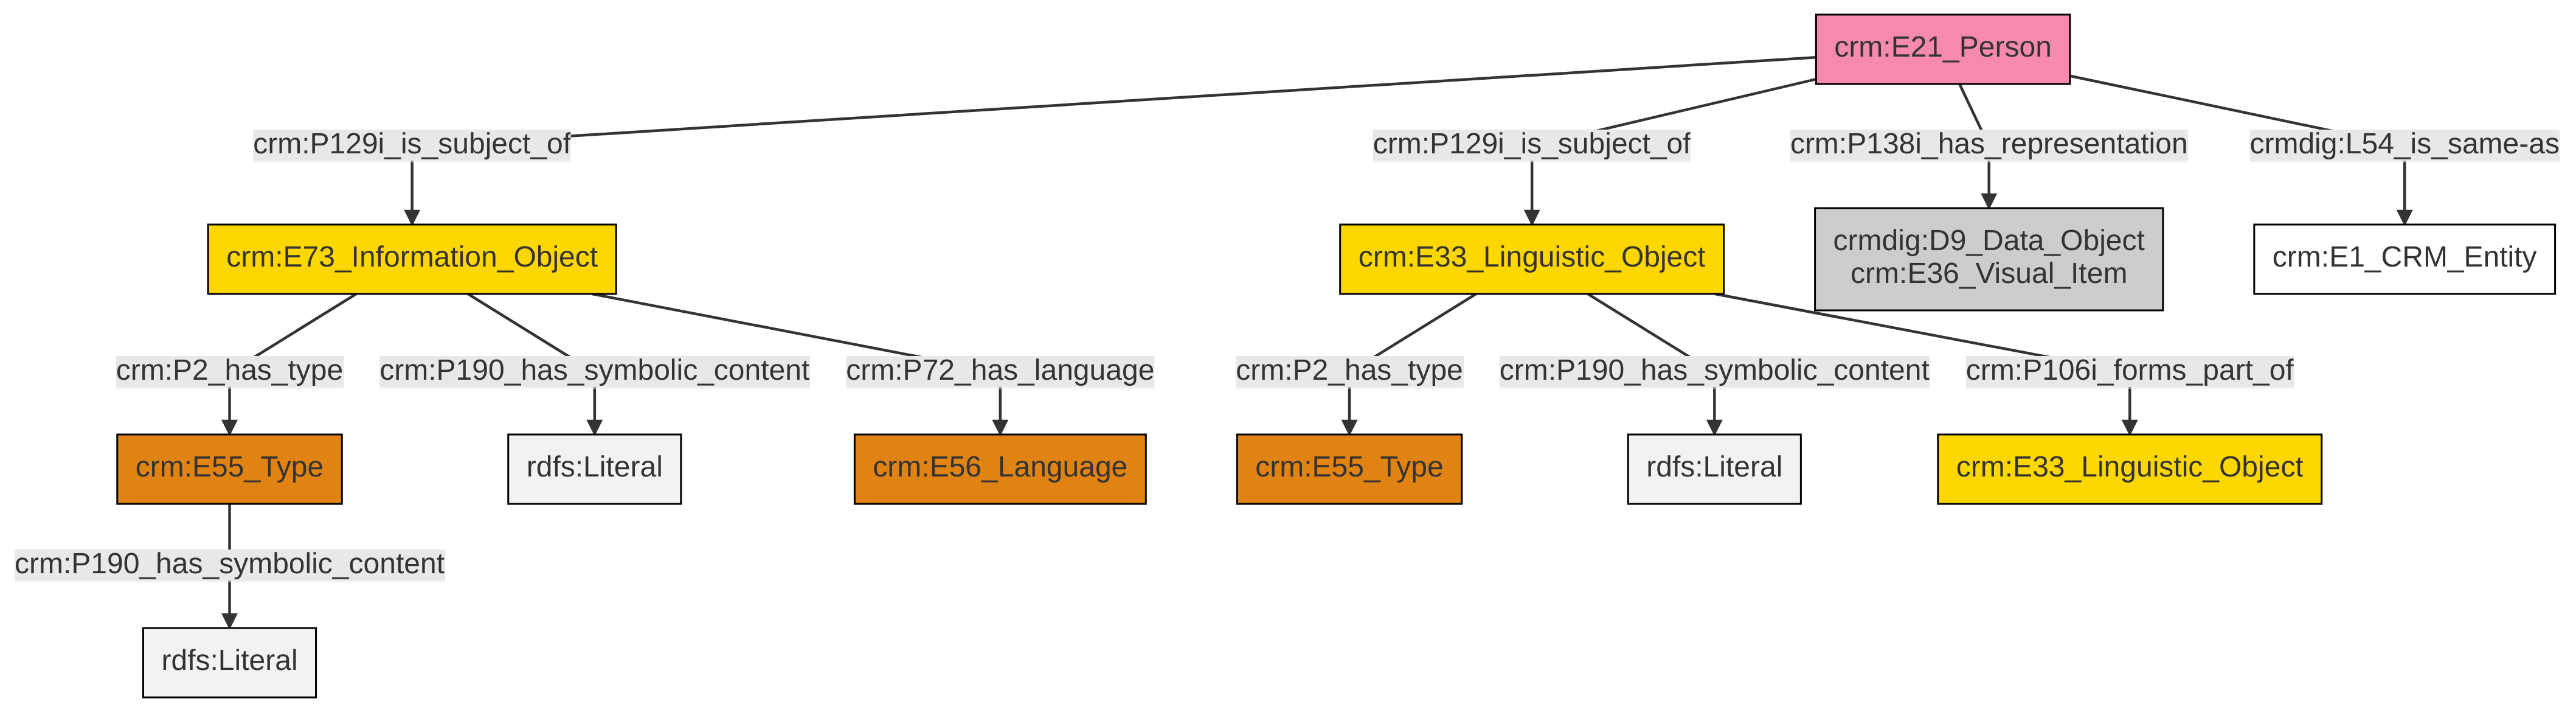 crm:E21_Person
crm:P129i_is_subject_of
crm:P129i_is_subject_of
crm:P138i_has_representation
crmdig:L54_is_same-as
crm:E73_Information_Object
crm:E33_Linguistic_Object
crmdig:D9_Data_Object
crm:E36_Visual_Item
crm:E1_CRM_Entity
crm:P2_has_type
crm:P190_has_symbolic_content
crm:P72_has_language
crm:P2_has_type
crm:P190_has_symbolic_content
crm:P106i_forms_part_of
crm:E55_Type
rdfs:Literal
crm:E56_Language
crm:E55_Type
rdfs:Literal
crm:E33_Linguistic_Object
crm:P190_has_symbolic_content
rdfs:Literal